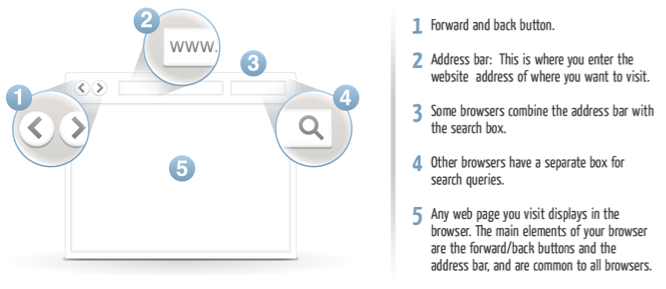 2
www.
3
1
4
5
1 Forward and back button.
2 Address bar: This is where you enter the
website address of where you want to visit.
3 Some browsers combine the address bar with
the search box.
4 Other browsers have a separate box for
search queries.
5 Any web page you visit displays in the
browser. The main elements of your browser
are the forward/back buttons and the
address bar, and are common to all browsers.